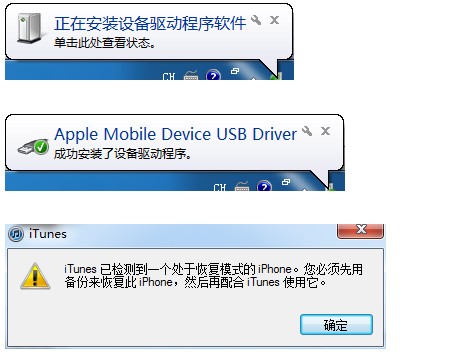 正在安装设备驱动程序软件
单击此处查看状态。
CH
Apple Mobile Device USB Driver
成功安装了设备驱动程序。
CH
iTunes
iTunes 已检测到一个处于恢复模式的 iPhone。您必须先用
备份来恢复此 iPhone，然后再配合 iTunes 使用它。
确定